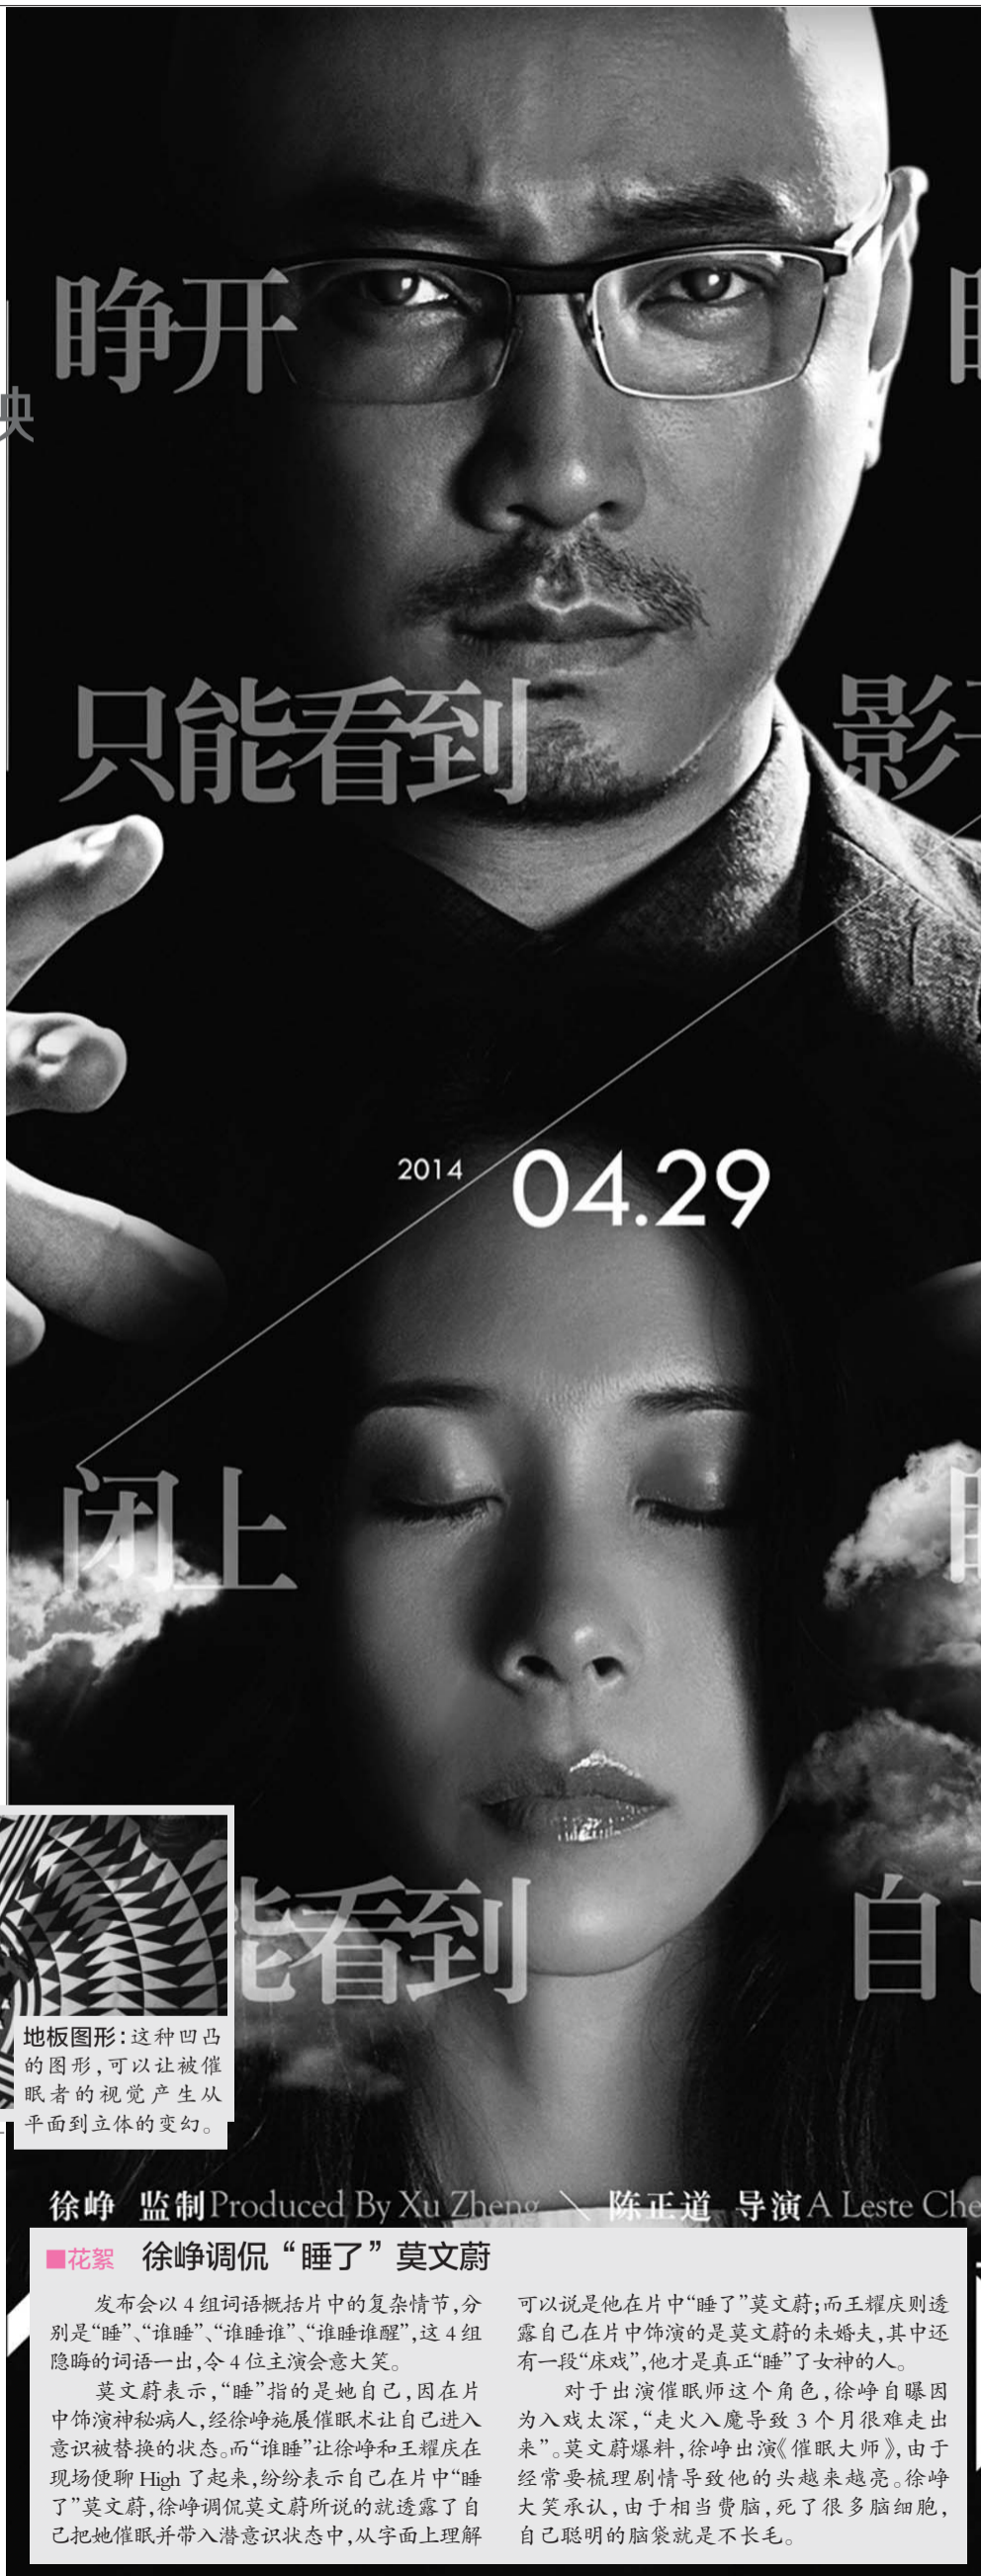 睁开
映
只能看到 影
2014 04.29
闭上
能看到 自
地板图形：这种凹凸
的图形，可以让被催
眠者的视觉产生从
平面到立体的变幻。
徐峥 监制 Produced By Xu Zheng \ 陈正道 导演 A Leste Che
■花絮 徐峥调侃“睡了”莫文蔚
发布会以 4 组词语概括片中的复杂情节，分
别是“睡”、“谁睡”、“谁睡谁”、“谁睡谁醒”，这 4 组
隐晦的词语一出，令 4 位主演会意大笑。
莫文蔚表示，“睡”指的是她自己，因在片
中饰演神秘病人，经徐峥施展催眠术让自己进入
意识被替换的状态。而“谁睡”让徐峥和王耀庆在
现场便聊 High 了起来，纷纷表示自己在片中“睡
了”莫文蔚，徐峥调侃莫文蔚所说的就透露了自
己把她催眠并带入潜意识状态中，从字面上理解
可以说是他在片中“睡了”莫文蔚；而王耀庆则透
露自己在片中饰演的是莫文蔚的未婚夫，其中还
有一段“床戏”，他才是真正“睡”了女神的人。
对于出演催眠师这个角色，徐峥自曝因
为入戏太深，“走火入魔导致 3 个月很难走出
来”。莫文蔚爆料，徐峥出演《催眠大师》，由于
经常要梳理剧情导致他的头越来越亮。徐峥
大笑承认，由于相当费脑，死了很多脑细胞，
自己聪明的脑袋就是不长毛。